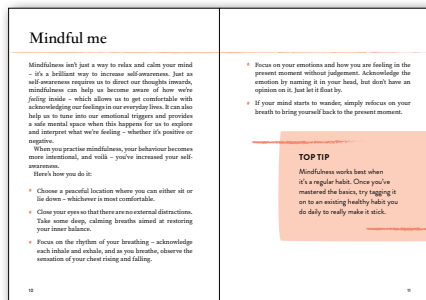 Mindful me
Mindfulness isn't just a way to relax and calm your mind
– it's a brilliant way to increase self-awareness. Just as
self-awareness requires us to direct our thoughts inwards,
mindfulness can help us become aware of how we're
feeling inside – which allows us to get comfortable with
acknowledging our feelings in our everyday lives. It can also
help us to tune into our emotional triggers and provides
a safe mental space when this happens for us to explore
and interpret what we're feeling – whether it's positive or
negative.
When you practise mindfulness, your behaviour becomes
more intentional, and voilà – you've increased your self-
awareness.
Here's how you do it:
Choose a peaceful location where you can either sit or
lie down – whichever is most comfortable.
Close your eyes so that there are no external distractions.
Take some deep, calming breaths aimed at restoring
your inner balance.
Focus on the rhythm of your breathing – acknowledge
each inhale and exhale, and as you breathe, observe the
sensation of your chest rising and falling.
10
Focus on your emotions and how you are feeling in the
present moment without judgement. Acknowledge the
emotion by naming it in your head, but don't have an
opinion on it. Just let it float by.
If your mind starts to wander, simply refocus on your
breath to bring yourself back to the present moment.
TOP TIP
Mindfulness works best when
it's a regular habit. Once you've
mastered the basics, try tagging it
on to an existing healthy habit you
do daily to really make it stick.
11